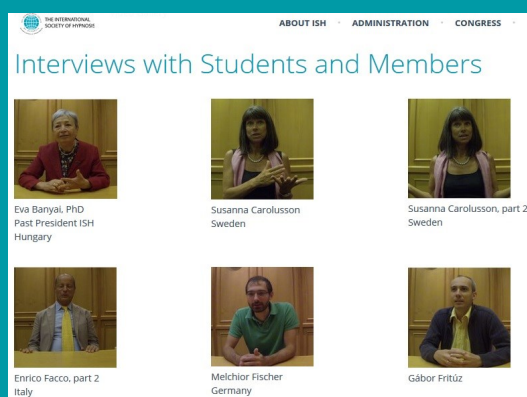 THE INTERNATIONAL
SOCIETY OF HYPNOSIS
ABOUT ISH
ADMINISTRATION
CONGRESS
Interviews with Students and Members
Eva Banyai, PhD
Past President ISH
Hungary
Susanna Carolusson
Sweden
Susanna Carolusson, part 2
Sweden
Enrico Facco, part 2
Italy
Melchior Fischer
Germany
Gábor Fritúz